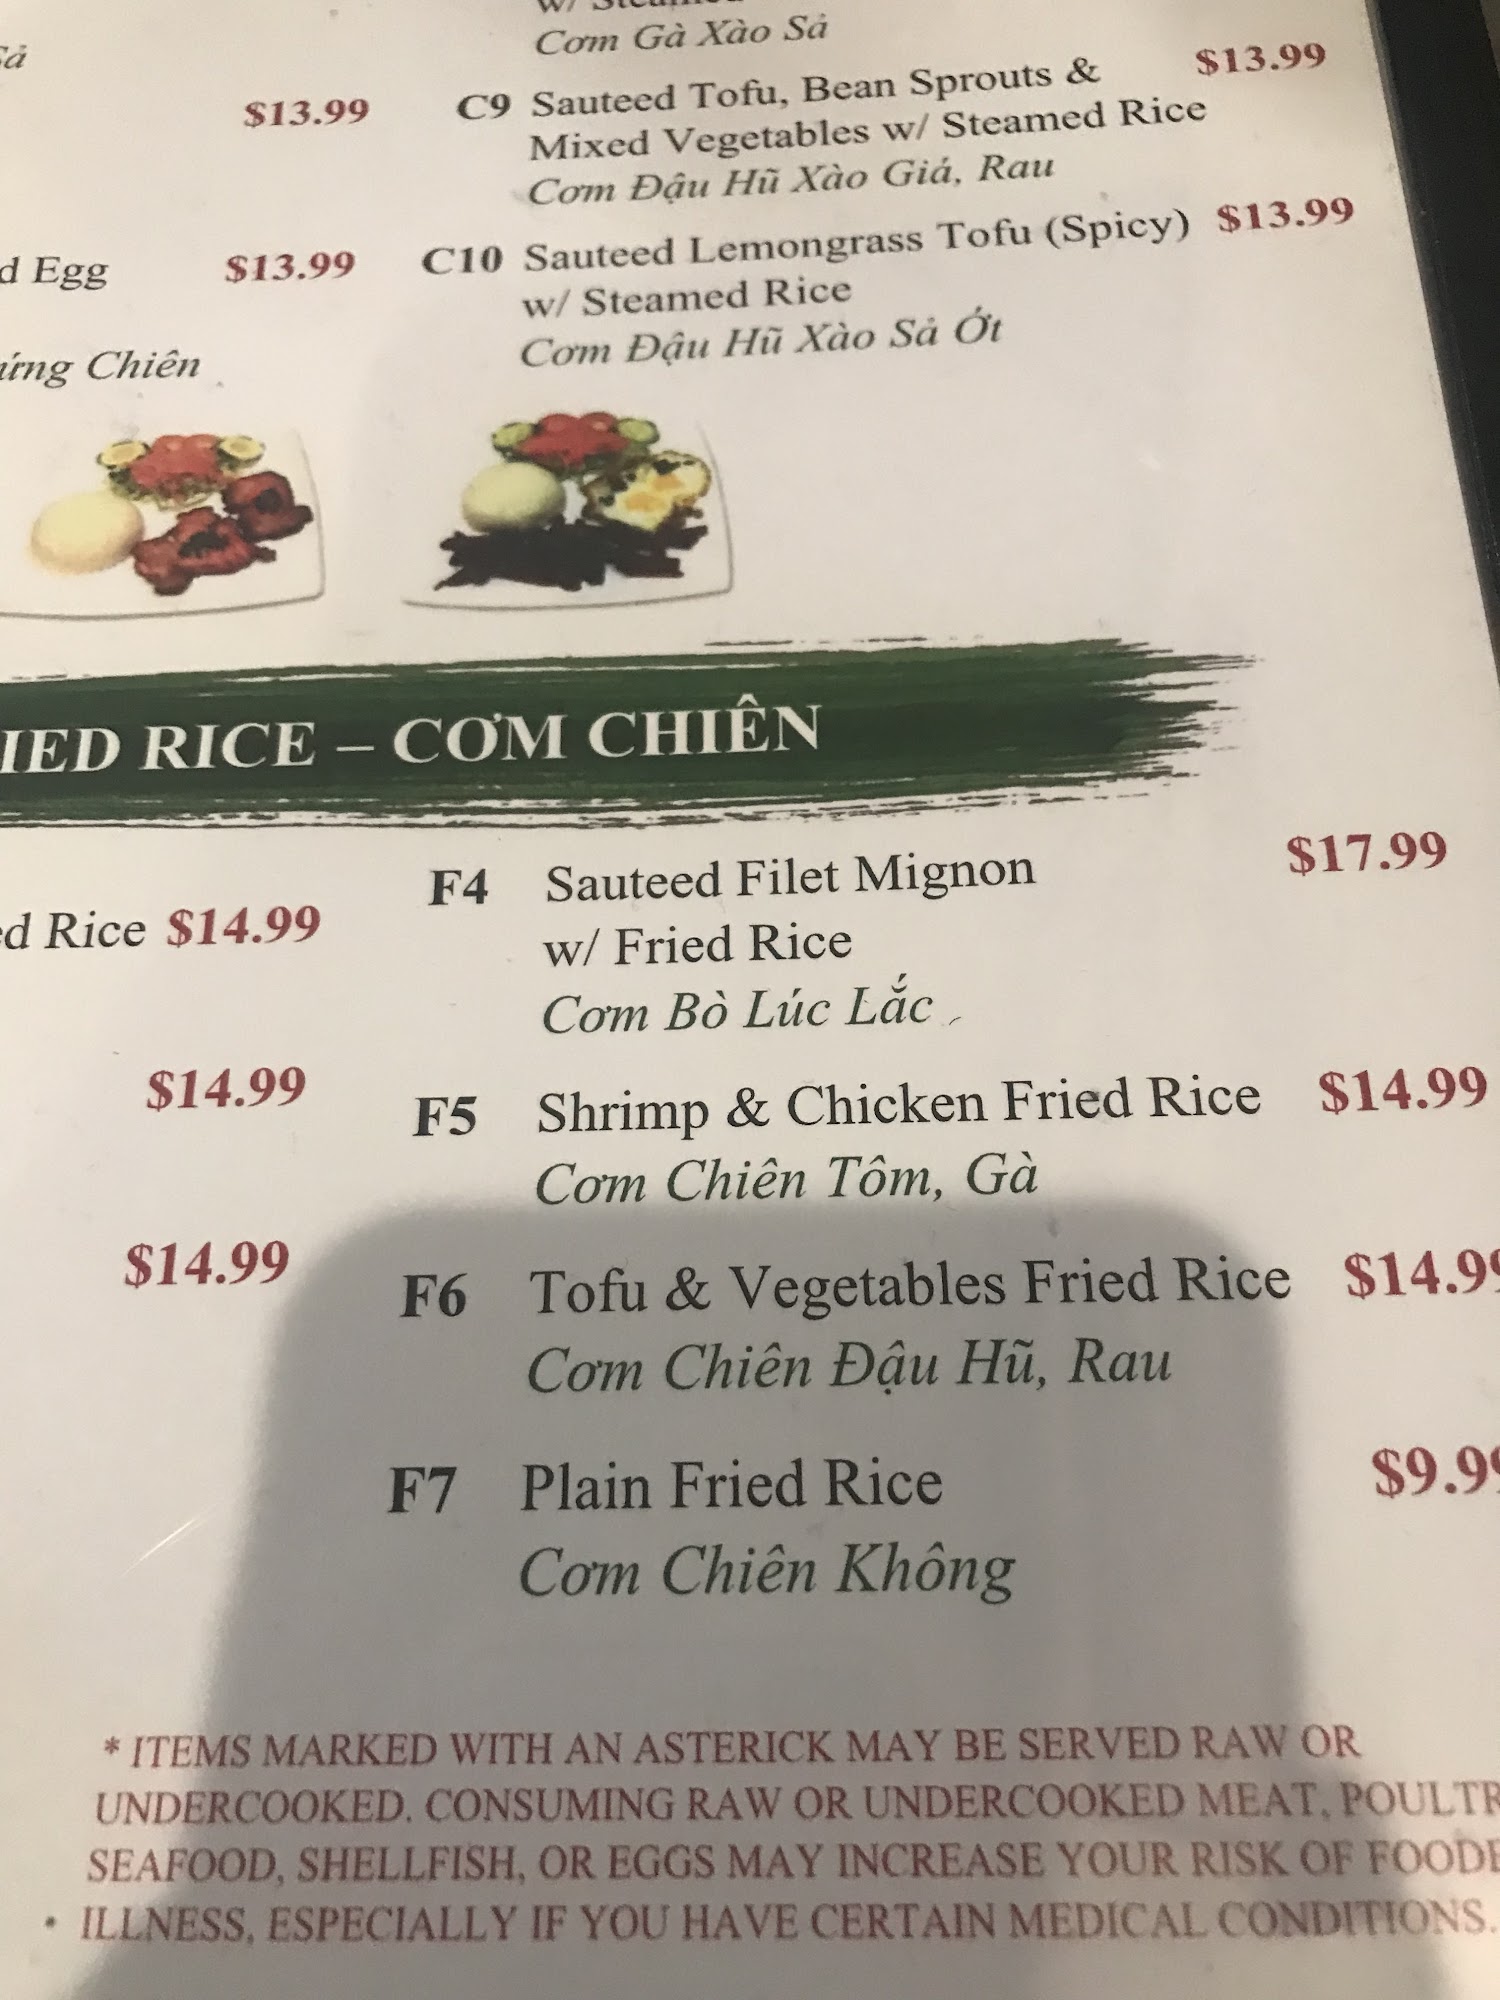 Cơm Gà Xào Sả
$13.99
C9 Sauteed Tofu, Bean Sprouts & $13.99
Mixed Vegetables w/ Steamed Rice
Cơm Đậu Hũ Xào Giá, Rau
Egg $13.99
C10 Sauteed Lemongrass Tofu (Spicy) $13.99
w/ Steamed Rice
Cơm Đậu Hũ Xào Sả Ớt
Chiên
IED RICE – CƠM CHIÊN
Rice $14.99
$14.99
$14.99
F4 Sauteed Filet Mignon $17.99
w/ Fried Rice
Cơm Bò Lúc Lắc
F5 Shrimp & Chicken Fried Rice $14.99
Cơm Chiên Tôm, Gà
F6 Tofu & Vegetables Fried Rice $14.99
Cơm Chiên Đậu Hũ, Rau
F7 Plain Fried Rice $9.99
Cơm Chiên Không
* ITEMS MARKED WITH AN ASTERICK MAY BE SERVED RAW OR
UNDERCOOKED. CONSUMING RAW OR UNDERCOOKED MEAT, POULTR
SEAFOOD, SHELLFISH, OR EGGS MAY INCREASE YOUR RISK OF FOODB
ILLNESS, ESPECIALLY IF YOU HAVE CERTAIN MEDICAL CONDITIONS.